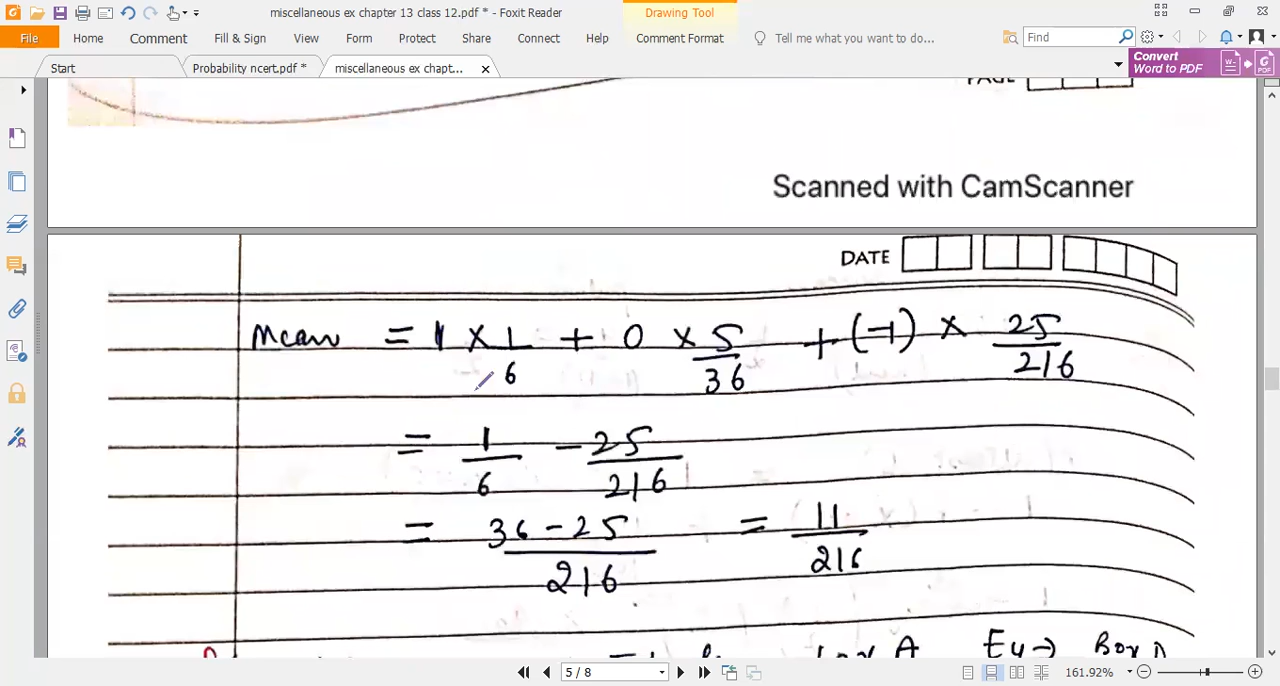 miscellaneous ex chapter 13 class 12.pdf * - Foxit Reader
Drawing Tool
File Home Comment Fill & Sign View Form Protect Share Connect Help Comment Format Tell me what you want to do... Find
Start Probability ncert.pdf * miscellaneous ex chapt... Convert Word to PDF
PAGE
Scanned with CamScanner
DATE
Mean = 1 × 1/6 + 0 × 5/36 + (-1) × 25/216
= 1/6 - 25/216
= 36 - 25/216 = 11/216
A E4 → Box D
5 / 8 161.92%